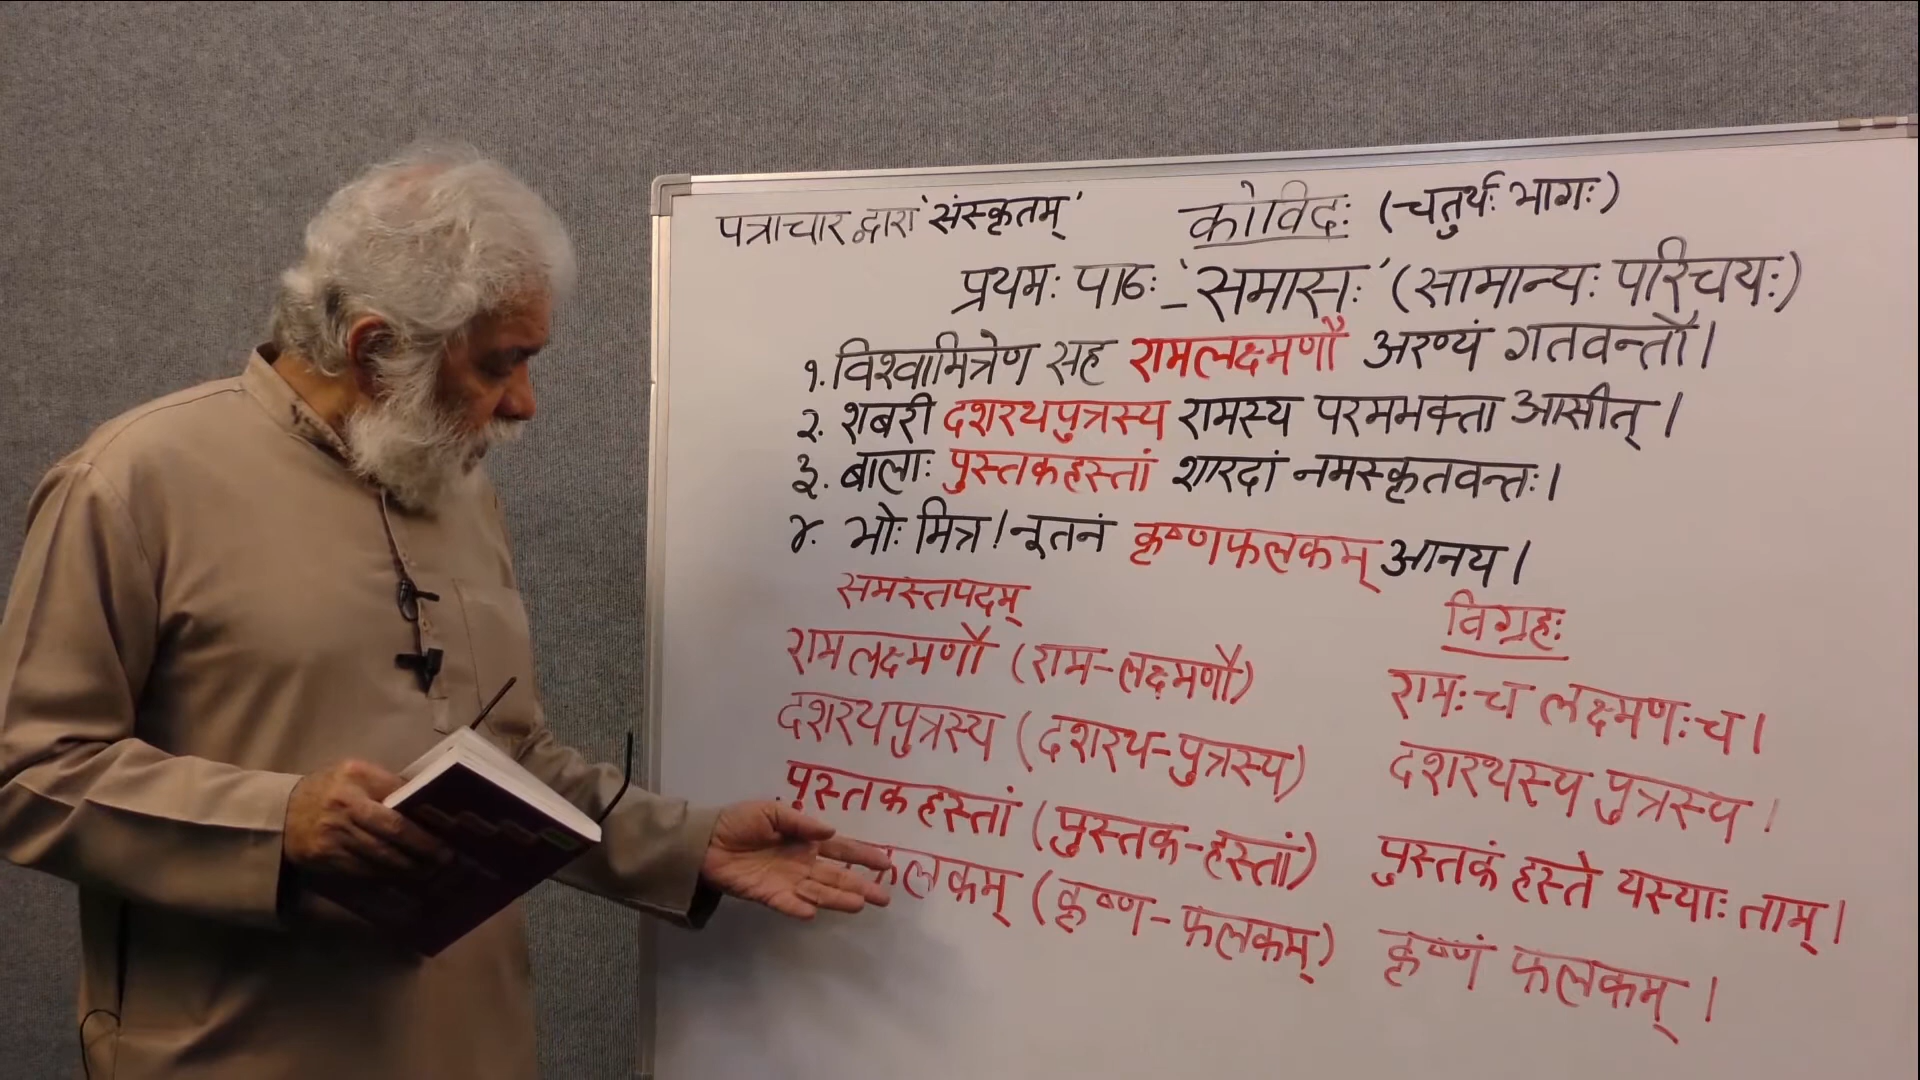 पत्राचार द्वारा 'संस्कृतम्' कोविदः (चतुर्थः भागः)
प्रथमः पाठः - 'समासः' (सामान्यः परिचयः)
१. विश्वामित्रेण सह रामलक्ष्मणौ अरण्यं गतवन्तौ।
२. शबरी दशरथपुत्रस्य रामस्य परमभक्ता आसीत्।
३. बालाः पुस्तकहस्तां शारदां नमस्कृतवन्तः।
४. भोः मित्र! नूतनं कृष्णफलकम् आनय।
समस्तपदम् विग्रहः
रामलक्ष्मणौ (राम-लक्ष्मणौ) रामः च लक्ष्मणः च।
दशरथपुत्रस्य (दशरथ-पुत्रस्य) दशरथस्य पुत्रस्य।
पुस्तकहस्तां (पुस्तक-हस्तां) पुस्तकं हस्ते यस्याः ताम्।
फलकम् (कृष्ण-फलकम्) कृष्णं फलकम्।